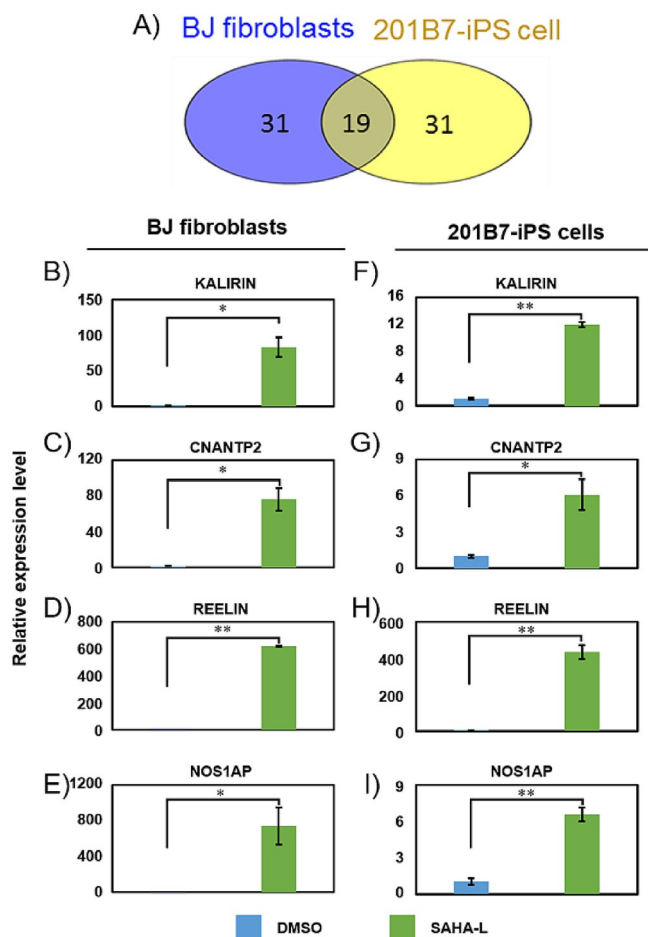 A) BJ fibroblasts 201B7-iPS cell
31 19 31
BJ fibroblasts
201B7-iPS cells
Relative expression level
B)
KALIRIN
150
100
50
0
*
F)
KALIRIN
16
12
8
4
0
**
C)
CNANTP2
120
80
40
0
*
G)
CNANTP2
9
6
3
0
*
D)
REELIN
800
600
400
200
0
**
H)
REELIN
600
400
200
0
**
E)
NOS1AP
1200
800
400
0
*
I)
NOS1AP
9
6
3
0
**
DMSO SAHA-L